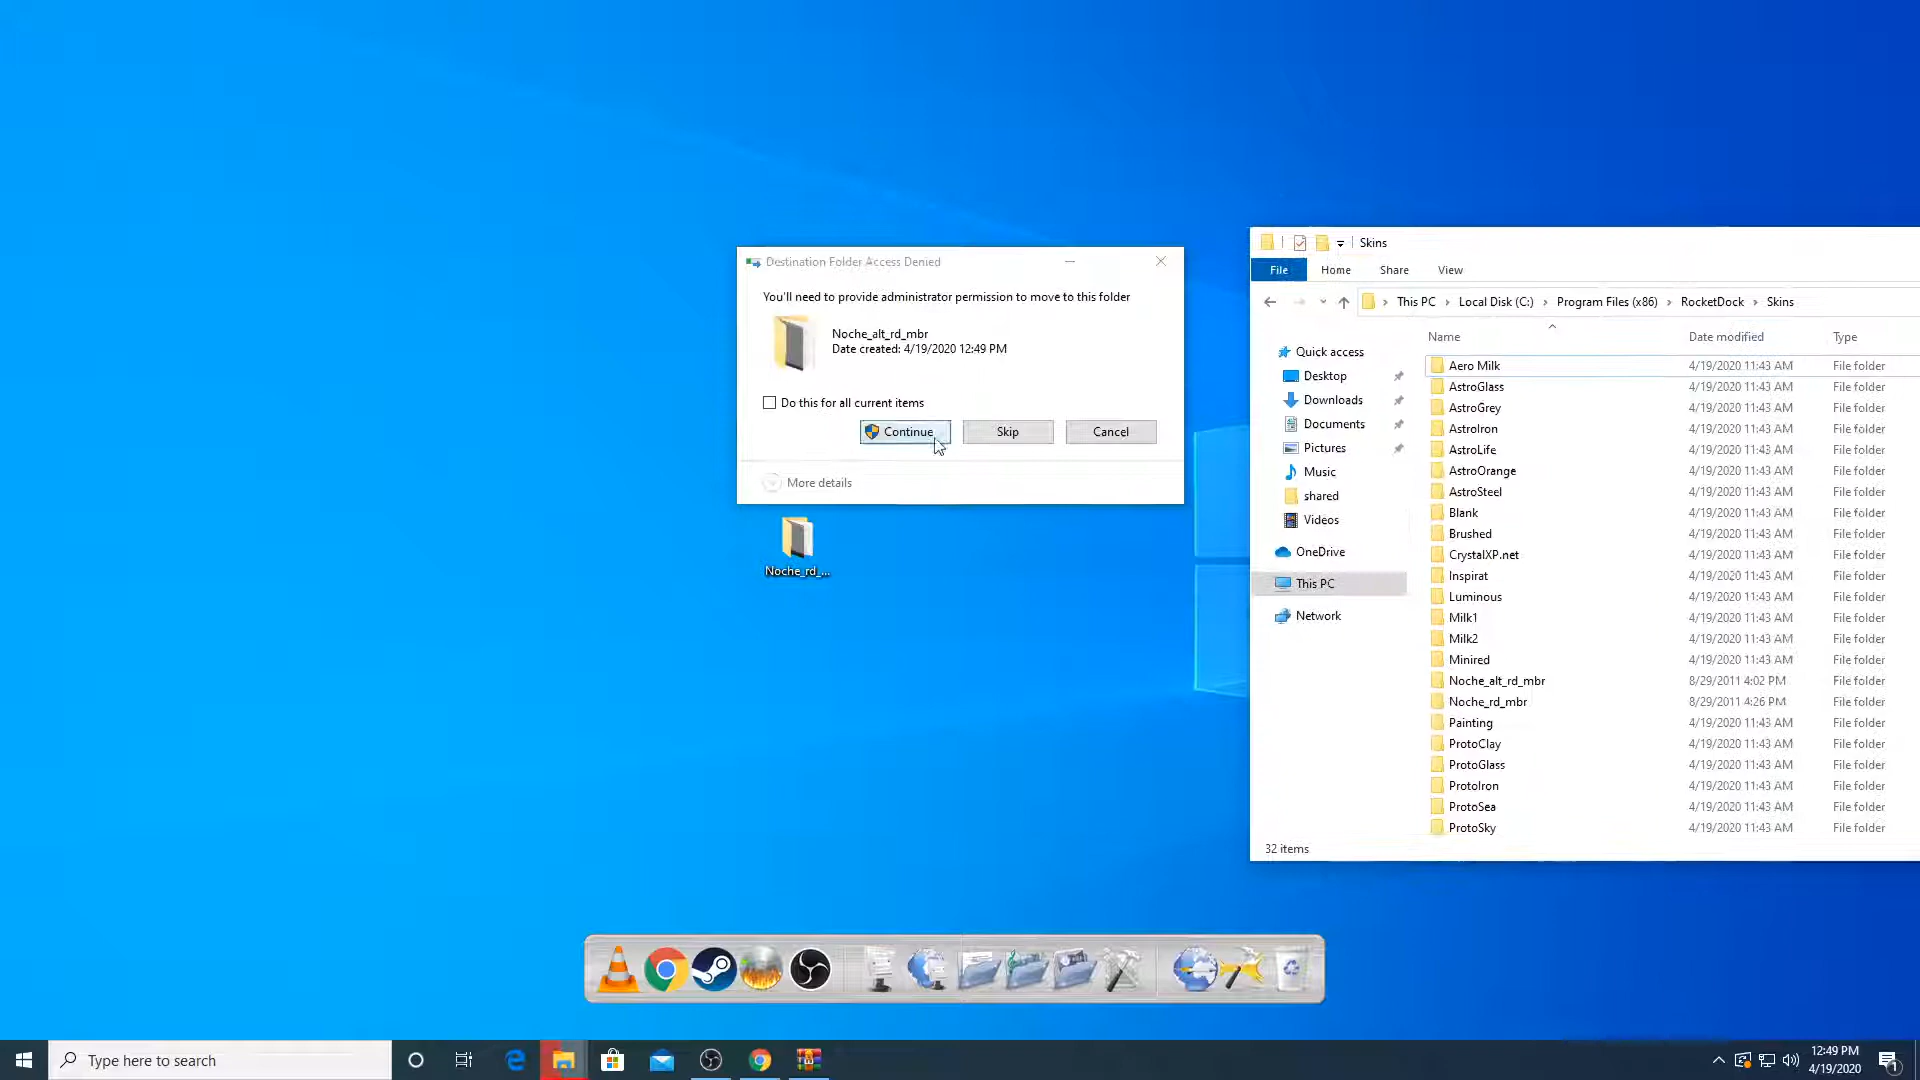 Destination Folder Access Denied
You'll need to provide administrator permission to move to this folder
Noche_alt_rd_mbr
Date created: 4/19/2020 12:49 PM
Do this for all current items
Continue Skip Cancel
More details
Noche_rd_...
Skins
File Home Share View
This PC > Local Disk (C:) > Program Files (x86) > RocketDock > Skins
Name Date modified Type
Quick access
Desktop
Downloads
Documents
Pictures
Music
shared
Videos
OneDrive
This PC
Network
Aero Milk 4/19/2020 11:43 AM File folder
AstroGlass 4/19/2020 11:43 AM File folder
AstroGrey 4/19/2020 11:43 AM File folder
AstroIron 4/19/2020 11:43 AM File folder
AstroLife 4/19/2020 11:43 AM File folder
AstroOrange 4/19/2020 11:43 AM File folder
AstroSteel 4/19/2020 11:43 AM File folder
Blank 4/19/2020 11:43 AM File folder
Brushed 4/19/2020 11:43 AM File folder
CrystalXP.net 4/19/2020 11:43 AM File folder
Inspirat 4/19/2020 11:43 AM File folder
Luminous 4/19/2020 11:43 AM File folder
Milk1 4/19/2020 11:43 AM File folder
Milk2 4/19/2020 11:43 AM File folder
Minired 4/19/2020 11:43 AM File folder
Noche_alt_rd_mbr 8/29/2011 4:02 PM File folder
Noche_rd_mbr 8/29/2011 4:26 PM File folder
Painting 4/19/2020 11:43 AM File folder
ProtoClay 4/19/2020 11:43 AM File folder
ProtoGlass 4/19/2020 11:43 AM File folder
ProtoIron 4/19/2020 11:43 AM File folder
ProtoSea 4/19/2020 11:43 AM File folder
ProtoSky 4/19/2020 11:43 AM File folder
32 items
Type here to search
12:49 PM
4/19/2020
1